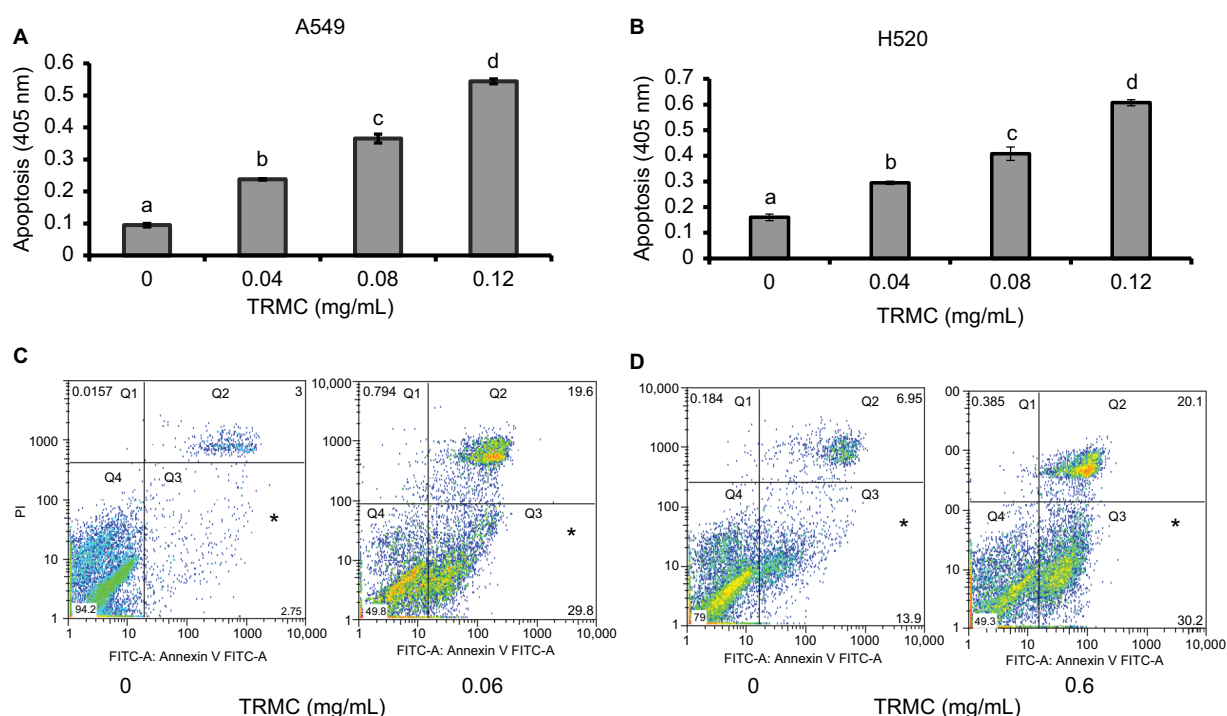 A
A549
Apoptosis (405 nm)
0.6
0.5
0.4
0.3
0.2
0.1
0
a
b
c
d
0 0.04 0.08 0.12
TRMC (mg/mL)
B
H520
Apoptosis (405 nm)
0.7
0.6
0.5
0.4
0.3
0.2
0.1
0
a
b
c
d
0 0.04 0.08 0.12
TRMC (mg/mL)
C
PI
0.0157 Q1 Q2 3
1000
Q4 Q3
100
*
10
94.2 2.75
1
1 10 100 1000 10,000
FITC-A: Annexin V FITC-A
0
10,000
0.794 Q1 Q2 19.6
1000
100
Q4 Q3
*
10
49.8 29.8
1
1 10 100 1000 10,000
FITC-A: Annexin V FITC-A
0.06
TRMC (mg/mL)
D
10,000
0.184 Q1 Q2 6.95
1000
Q4 Q3
100
*
10
79 13.9
1
1 10 100 1000 10,000
FITC-A: Annexin V FITC-A
0
00
0.385 Q1 Q2 20.1
00
00
Q4 Q3
*
10
49.3 30.2
1
1 10 100 1000 10,000
FITC-A: Annexin V FITC-A
0.6
TRMC (mg/mL)